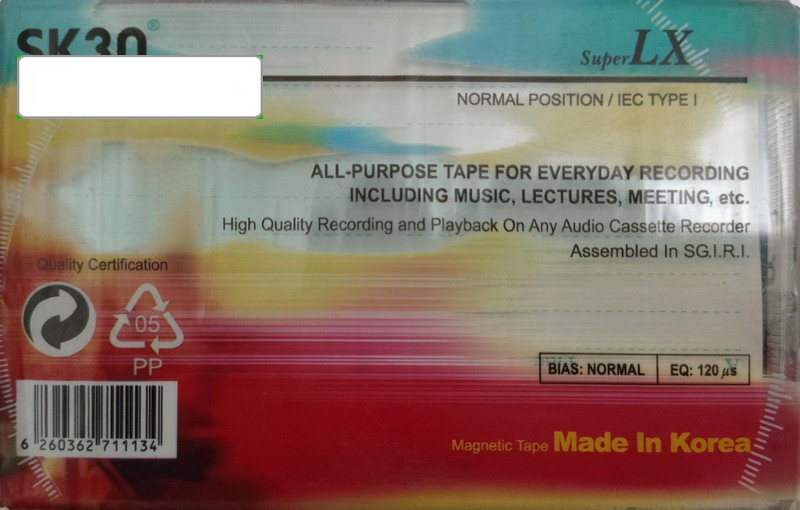 SK30®
Super LX
NORMAL POSITION / IEC TYPE I
ALL-PURPOSE TAPE FOR EVERYDAY RECORDING
INCLUDING MUSIC, LECTURES, MEETING, etc.
High Quality Recording and Playback On Any Audio Cassette Recorder
Assembled In SG.I.R.I.
Quality Certification
05
PP
BIAS: NORMAL EQ: 120 µs
6 260362 711134
Magnetic Tape Made In Korea